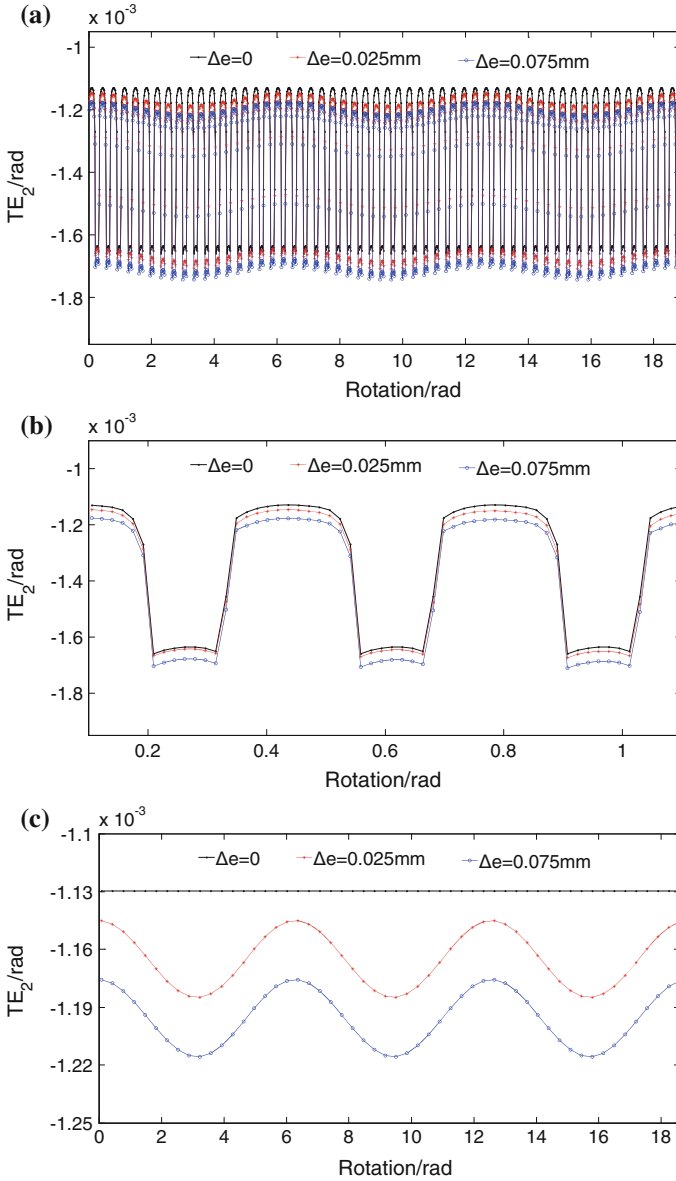 (a)
x 10⁻³
Δe=0 Δe=0.025mm Δe=0.075mm
-1
-1.2
-1.4
-1.6
-1.8
TE₂/rad
0 2 4 6 8 10 12 14 16 18
Rotation/rad
(b)
x 10⁻³
Δe=0 Δe=0.025mm Δe=0.075mm
-1
-1.2
-1.4
-1.6
-1.8
TE₂/rad
0.2 0.4 0.6 0.8 1
Rotation/rad
(c)
x 10⁻³
-1.1
Δe=0 Δe=0.025mm Δe=0.075mm
-1.13
-1.16
-1.19
-1.22
-1.25
TE₂/rad
0 2 4 6 8 10 12 14 16 18
Rotation/rad